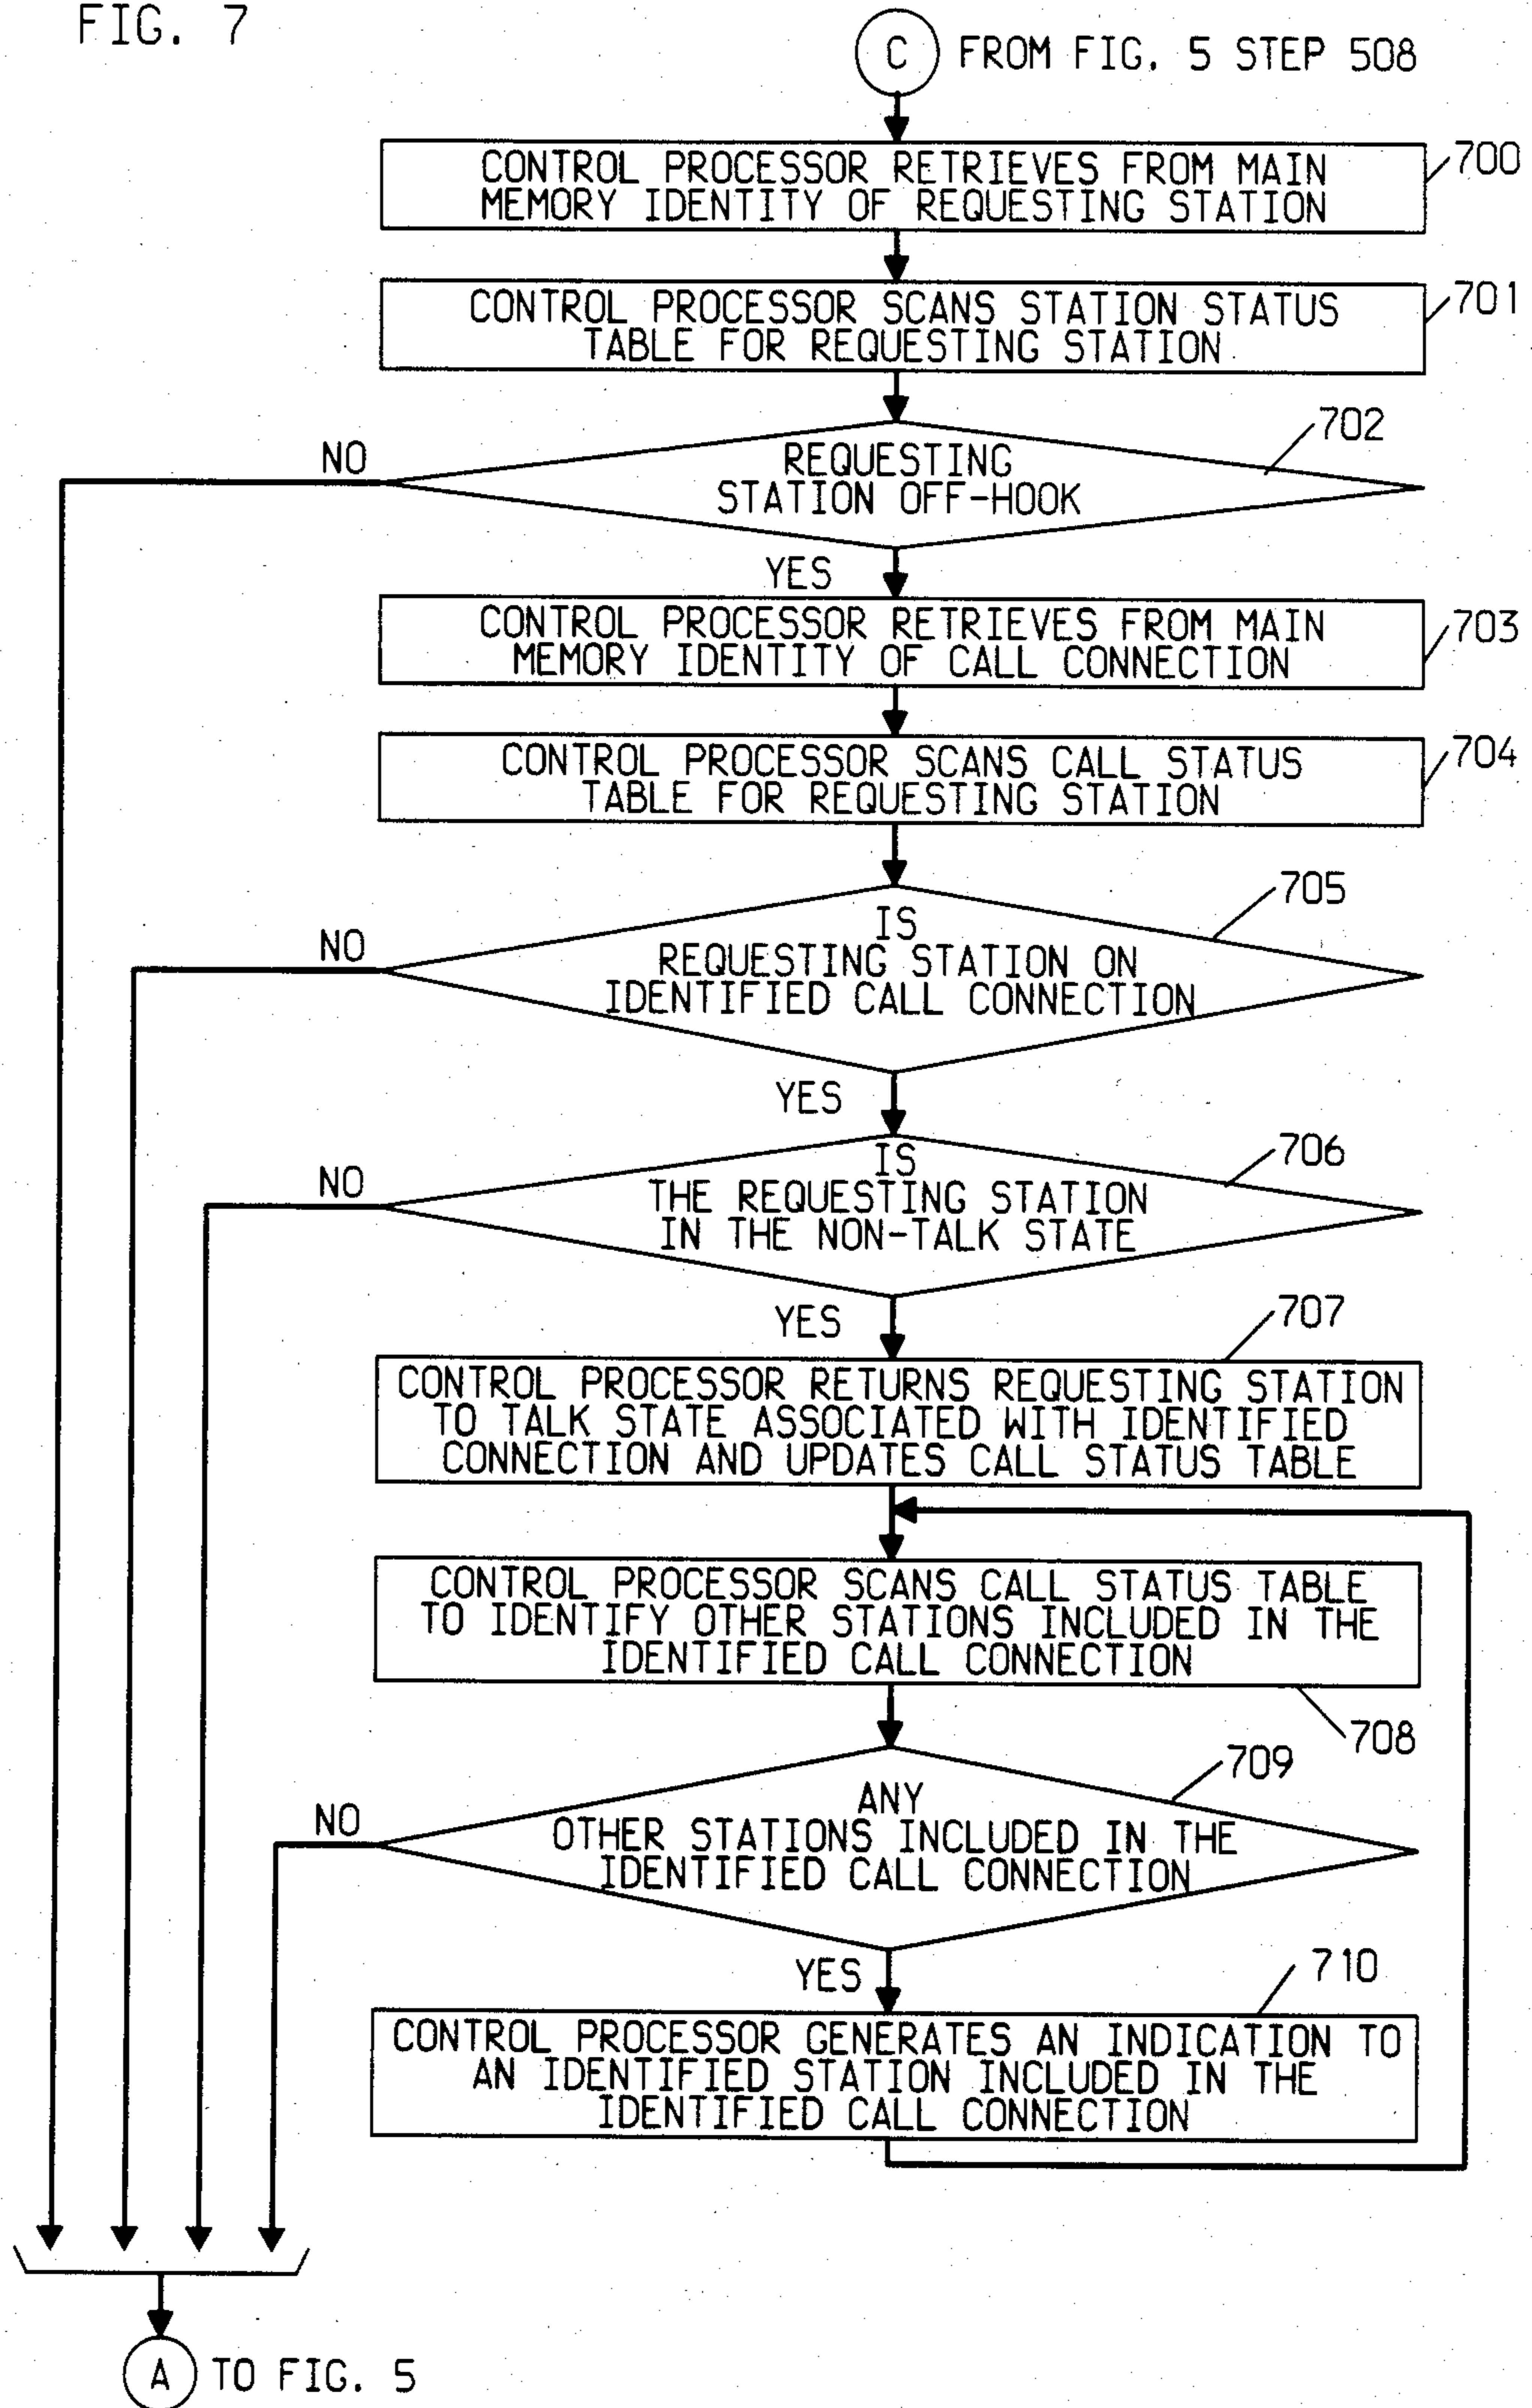 FIG. 7
C FROM FIG. 5 STEP 508
CONTROL PROCESSOR RETRIEVES FROM MAIN
MEMORY IDENTITY OF REQUESTING STATION
700
CONTROL PROCESSOR SCANS STATION STATUS
TABLE FOR REQUESTING STATION
701
702
NO
REQUESTING
STATION OFF-HOOK
YES
CONTROL PROCESSOR RETRIEVES FROM MAIN
MEMORY IDENTITY OF CALL CONNECTION
703
CONTROL PROCESSOR SCANS CALL STATUS
TABLE FOR REQUESTING STATION
704
705
NO
IS
REQUESTING STATION ON
IDENTIFIED CALL CONNECTION
YES
706
NO
IS
THE REQUESTING STATION
IN THE NON-TALK STATE
YES
707
CONTROL PROCESSOR RETURNS REQUESTING STATION
TO TALK STATE ASSOCIATED WITH IDENTIFIED
CONNECTION AND UPDATES CALL STATUS TABLE
CONTROL PROCESSOR SCANS CALL STATUS TABLE
TO IDENTIFY OTHER STATIONS INCLUDED IN THE
IDENTIFIED CALL CONNECTION
708
709
NO
ANY
OTHER STATIONS INCLUDED IN THE
IDENTIFIED CALL CONNECTION
YES
710
CONTROL PROCESSOR GENERATES AN INDICATION TO
AN IDENTIFIED STATION INCLUDED IN THE
IDENTIFIED CALL CONNECTION
A TO FIG. 5